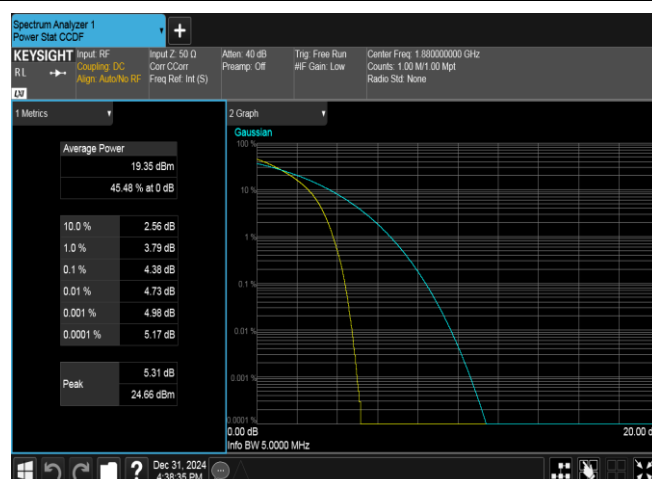 Spectrum Analyzer 1
Power Stat CCDF
+
KEYSIGHT
R L
LXI
Input: RF
Coupling: DC
Align: Auto/No RF
Input Z: 50 Ω
Corr CCorr
Freq Ref: Int (S)
Atten: 40 dB
Preamp: Off
Trig: Free Run
#IF Gain: Low
Center Freq: 1.880000000 GHz
Counts: 1.00 M/1.00 Mpt
Radio Std: None
1 Metrics
Average Power
19.35 dBm
45.48 % at 0 dB
10.0 % 2.56 dB
1.0 % 3.79 dB
0.1 % 4.38 dB
0.01 % 4.73 dB
0.001 % 4.98 dB
0.0001 % 5.17 dB
Peak
5.31 dB
24.66 dBm
2 Graph
Gaussian
100 %
10 %
1 %
0.1 %
0.01 %
0.001 %
0.0001 %
0.00 dB
20.00 d
Info BW 5.0000 MHz
?
Dec 31, 2024
4:38:35 PM